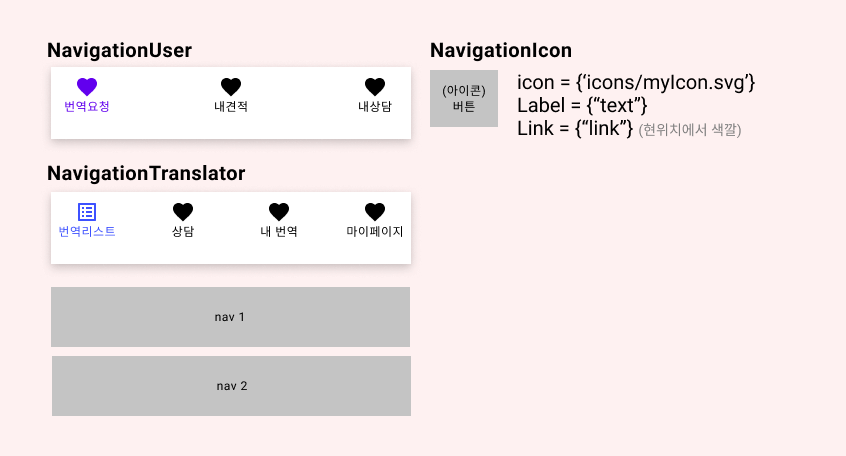 NavigationUser
번역요청
내견적
내상담
NavigationTranslator
번역리스트
상담
내 번역
마이페이지
nav 1
nav 2
NavigationIcon
(아이콘)
버튼
icon = {‘icons/myIcon.svg’}
Label = {“text”}
Link = {“link”} (현위치에서 색깔)